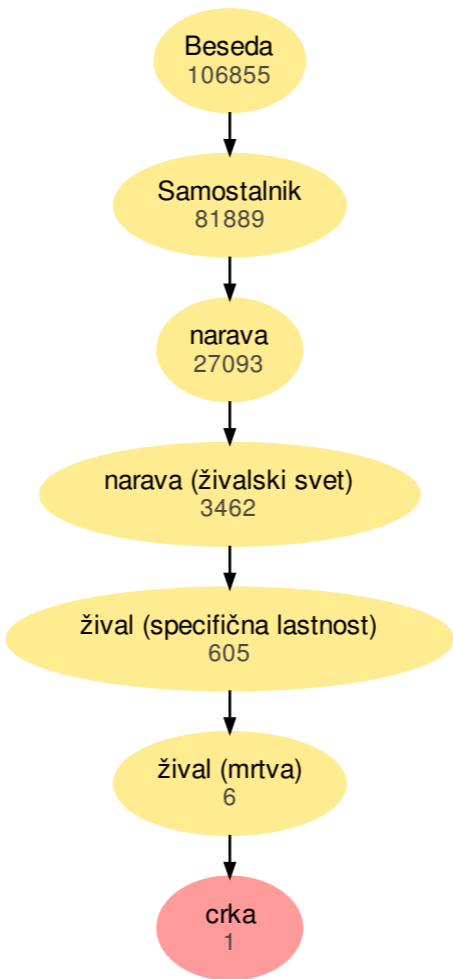 Beseda
106855
Samostalnik
81889
narava
27093
narava (živalski svet)
3462
žival (specifična lastnost)
605
žival (mrtva)
6
crka
1